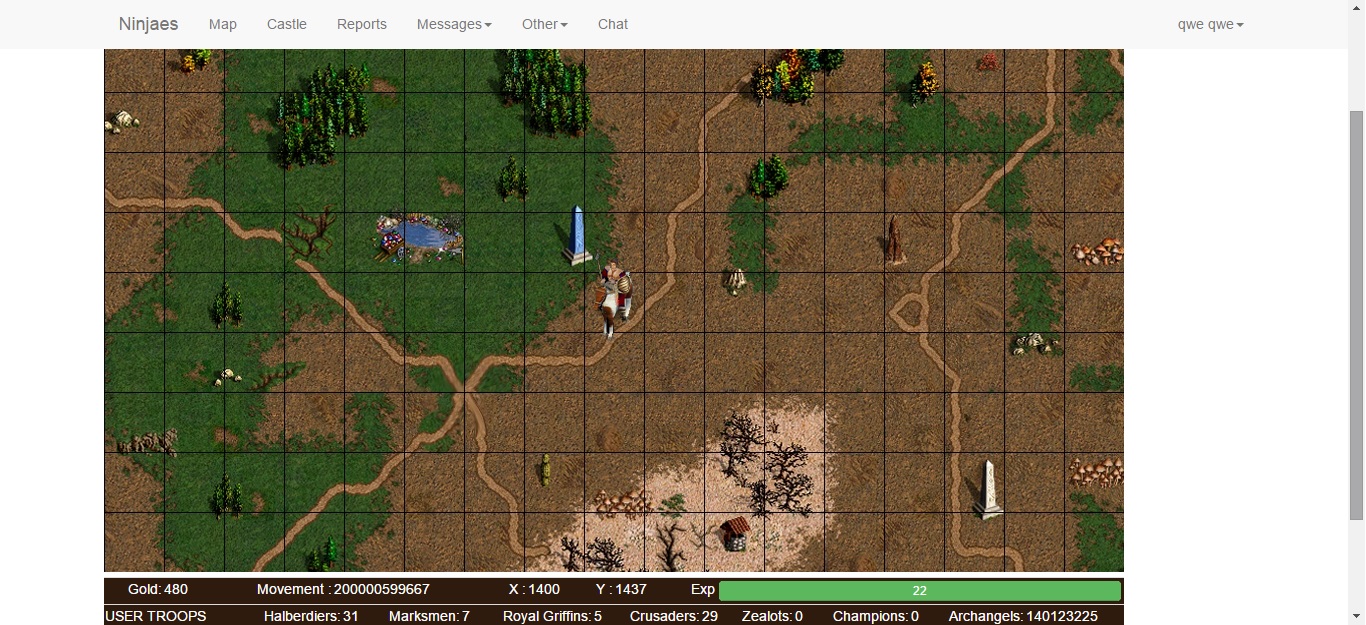 Ninjaes Map Castle Reports Messages Other Chat qwe qwe
Gold: 480 Movement : 200000599667 X : 1400 Y : 1437 Exp 22
USER TROOPS Halberdiers: 31 Marksmen: 7 Royal Griffins: 5 Crusaders: 29 Zealots: 0 Champions: 0 Archangels: 140123225